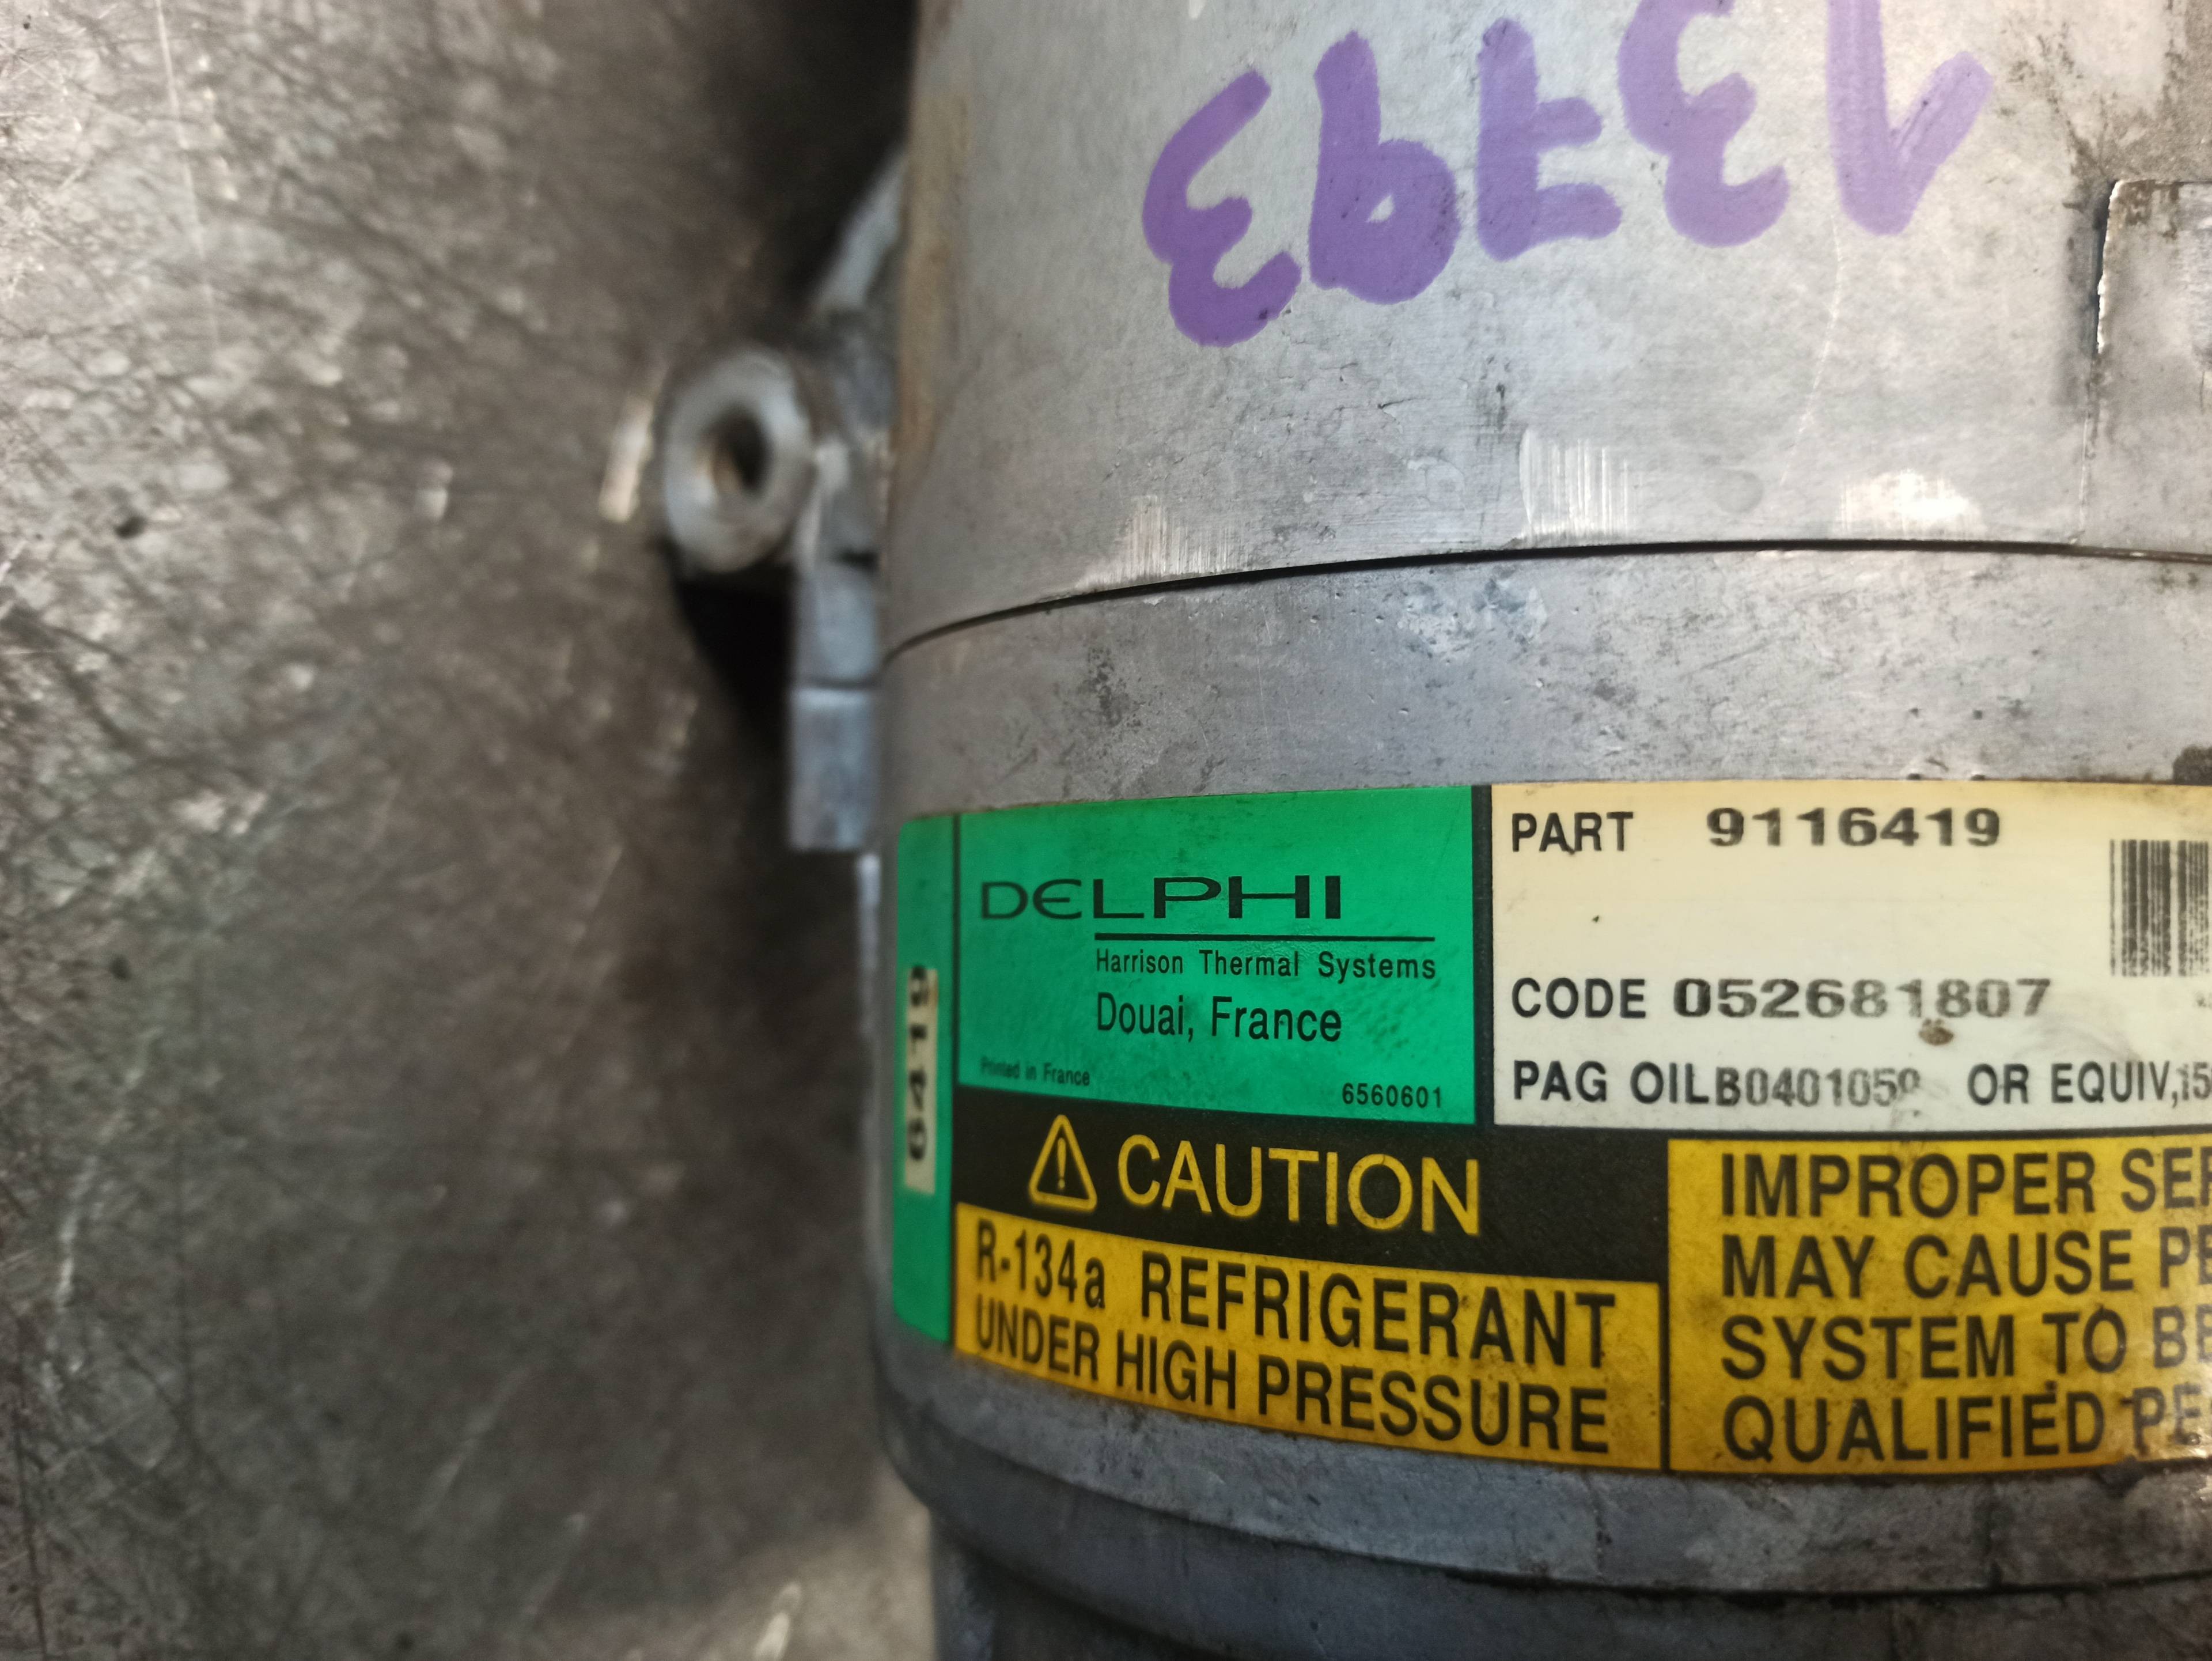 13793
DELPHI
Harrison Thermal Systems
Douai, France
Printed in France
6560601
6419
PART 9116419
CODE 052681807
PAG OIL B0401059 OR EQUIV,
CAUTION
R-134a REFRIGERANT
UNDER HIGH PRESSURE
IMPROPER
MAY CAUSE
SYSTEM TO
QUALIFIED